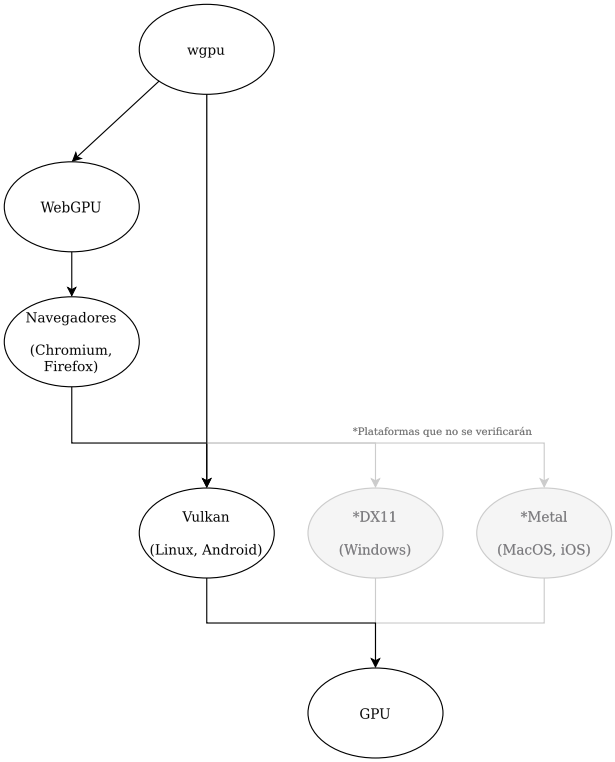 wgpu
WebGPU
Navegadores
(Chromium,
Firefox)
*Plataformas que no se verificarán
Vulkan
(Linux, Android)
*DX11
(Windows)
*Metal
(MacOS, iOS)
GPU